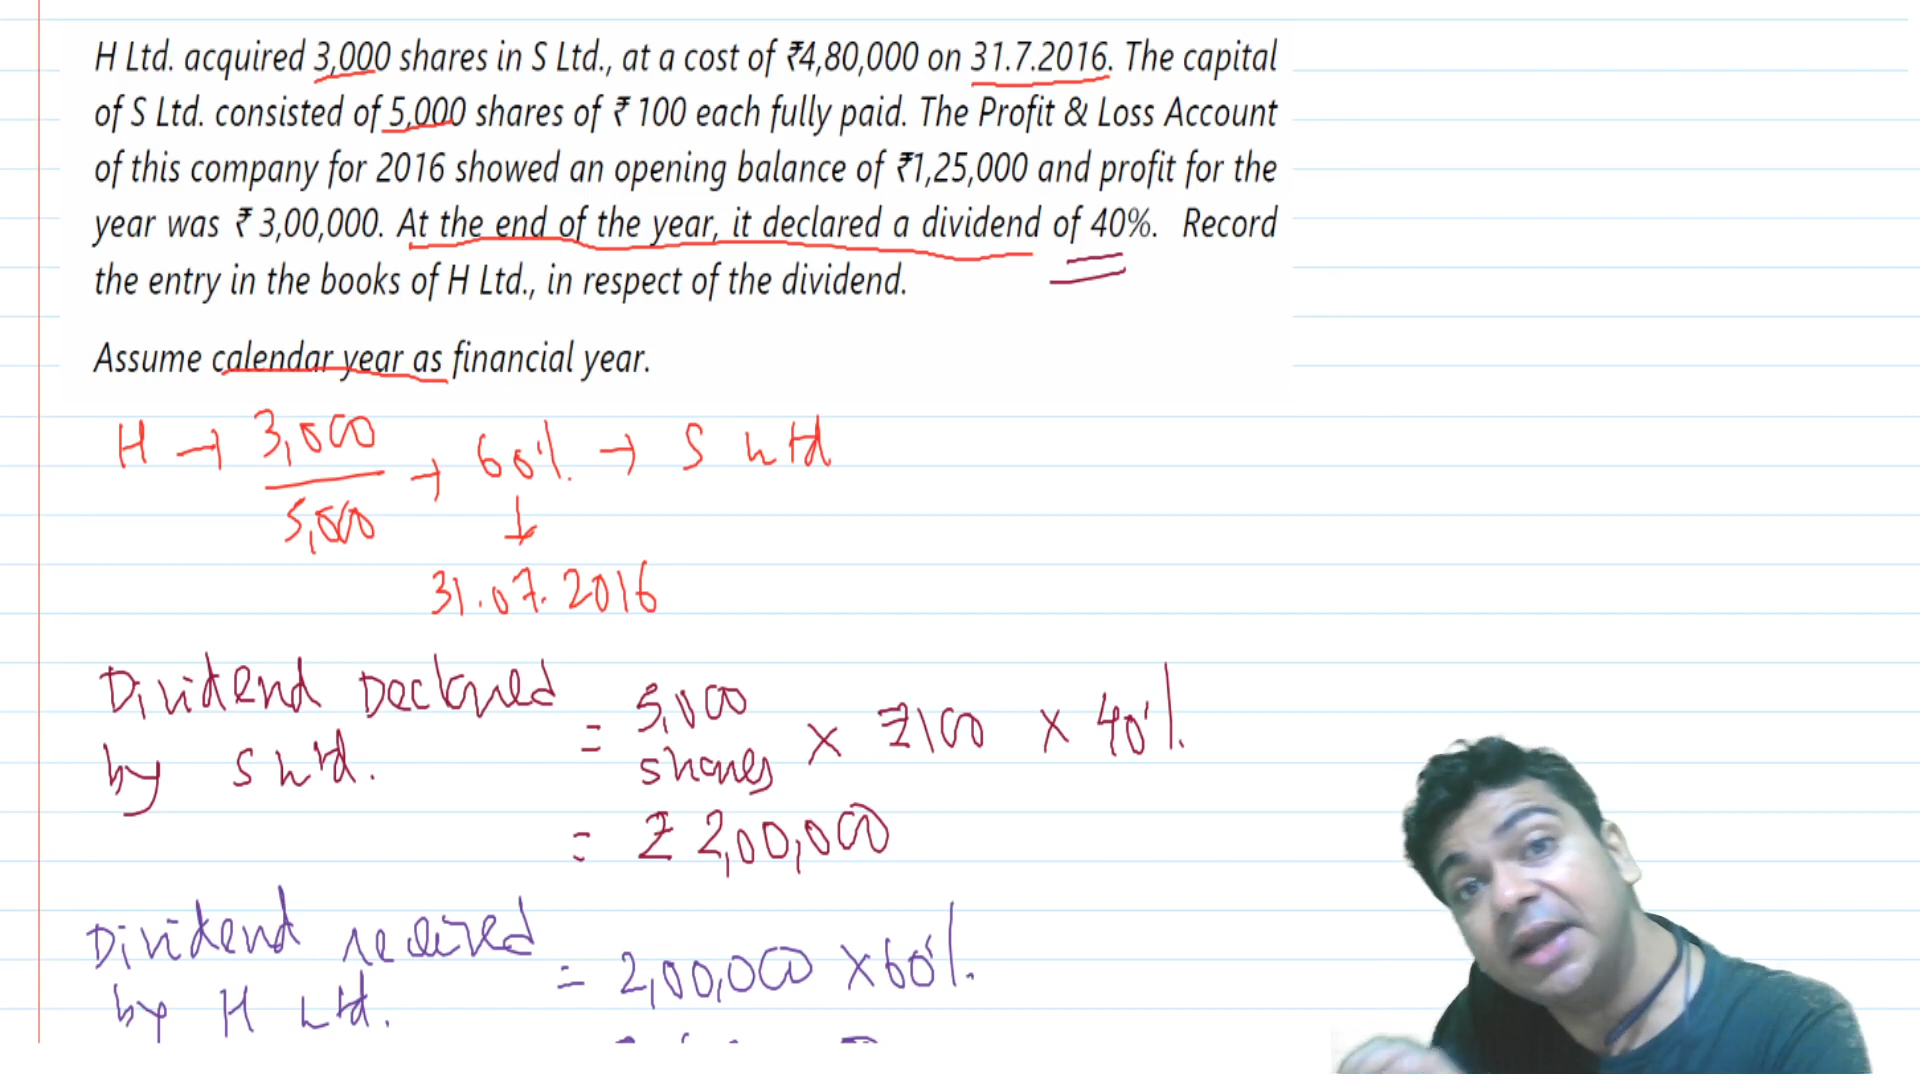 H Ltd. acquired 3,000 shares in S Ltd., at a cost of ₹4,80,000 on 31.7.2016. The capital
of S Ltd. consisted of 5,000 shares of ₹ 100 each fully paid. The Profit & Loss Account
of this company for 2016 showed an opening balance of ₹1,25,000 and profit for the
year was ₹ 3,00,000. At the end of the year, it declared a dividend of 40%. Record
the entry in the books of H Ltd., in respect of the dividend.
Assume calendar year as financial year.
H → 3,000 / 5,000 → 60% → S Ltd
↓
31.07.2016
Dividend Declared by S Ltd. = 5,000 shares × ₹100 × 40%
= ₹ 2,00,000
Dividend received by H Ltd. = 2,00,000 × 60%.